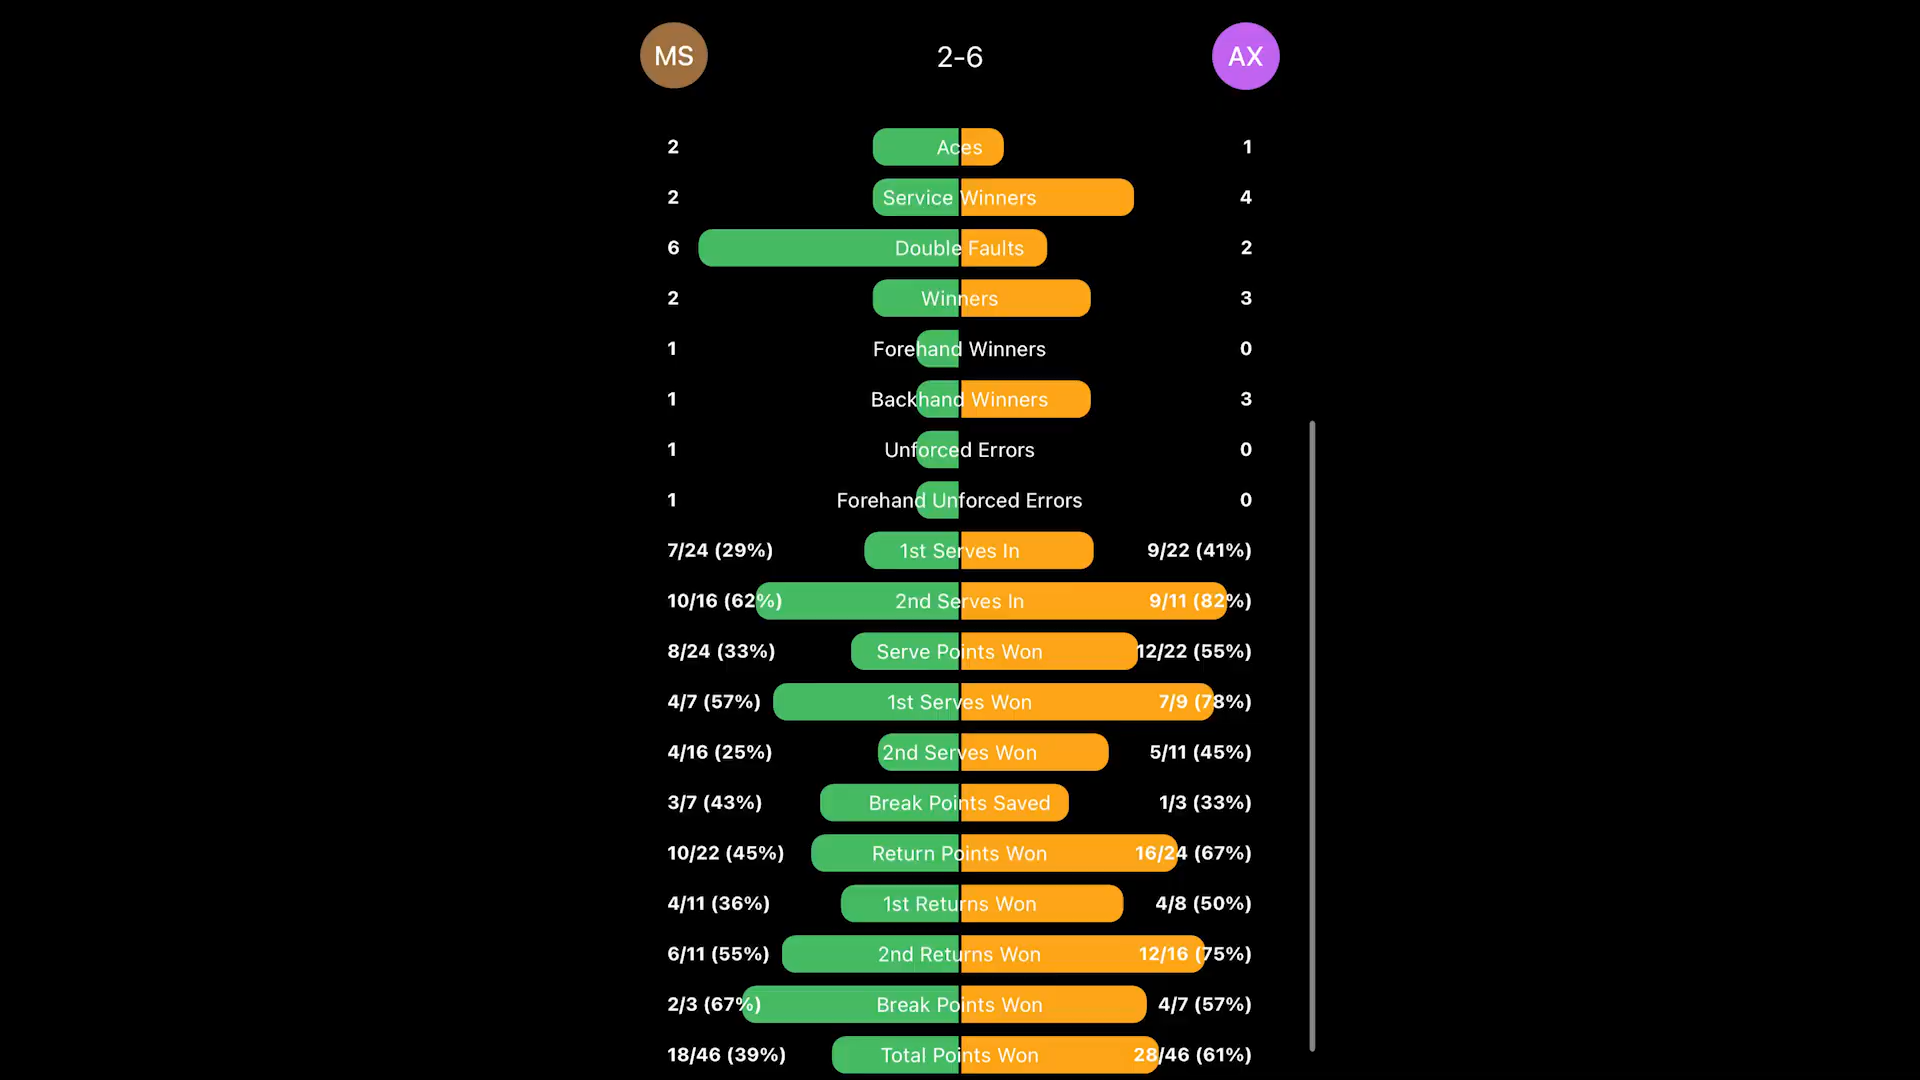 MS 2-6 AX
2 Aces 1
2 Service Winners 4
6 Double Faults 2
2 Winners 3
1 Forehand Winners 0
1 Backhand Winners 3
1 Unforced Errors 0
1 Forehand Unforced Errors 0
7/24 (29%) 1st Serves In 9/22 (41%)
10/16 (62%) 2nd Serves In 9/11 (82%)
8/24 (33%) Serve Points Won 12/22 (55%)
4/7 (57%) 1st Serves Won 7/9 (78%)
4/16 (25%) 2nd Serves Won 5/11 (45%)
3/7 (43%) Break Points Saved 1/3 (33%)
10/22 (45%) Return Points Won 16/24 (67%)
4/11 (36%) 1st Returns Won 4/8 (50%)
6/11 (55%) 2nd Returns Won 12/16 (75%)
2/3 (67%) Break Points Won 4/7 (57%)
18/46 (39%) Total Points Won 28/46 (61%)